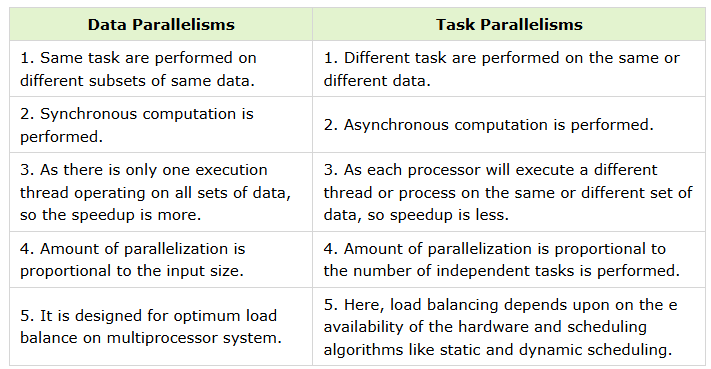 Data Parallelisms
Task Parallelisms
1. Same task are performed on
different subsets of same data.
1. Different task are performed on the same or
different data.
2. Synchronous computation is
performed.
2. Asynchronous computation is performed.
3. As there is only one execution
thread operating on all sets of data,
so the speedup is more.
3. As each processor will execute a different
thread or process on the same or different set of
data, so speedup is less.
4. Amount of parallelization is
proportional to the input size.
4. Amount of parallelization is proportional to
the number of independent tasks is performed.
5. It is designed for optimum load
balance on multiprocessor system.
5. Here, load balancing depends upon on the e
availability of the hardware and scheduling
algorithms like static and dynamic scheduling.